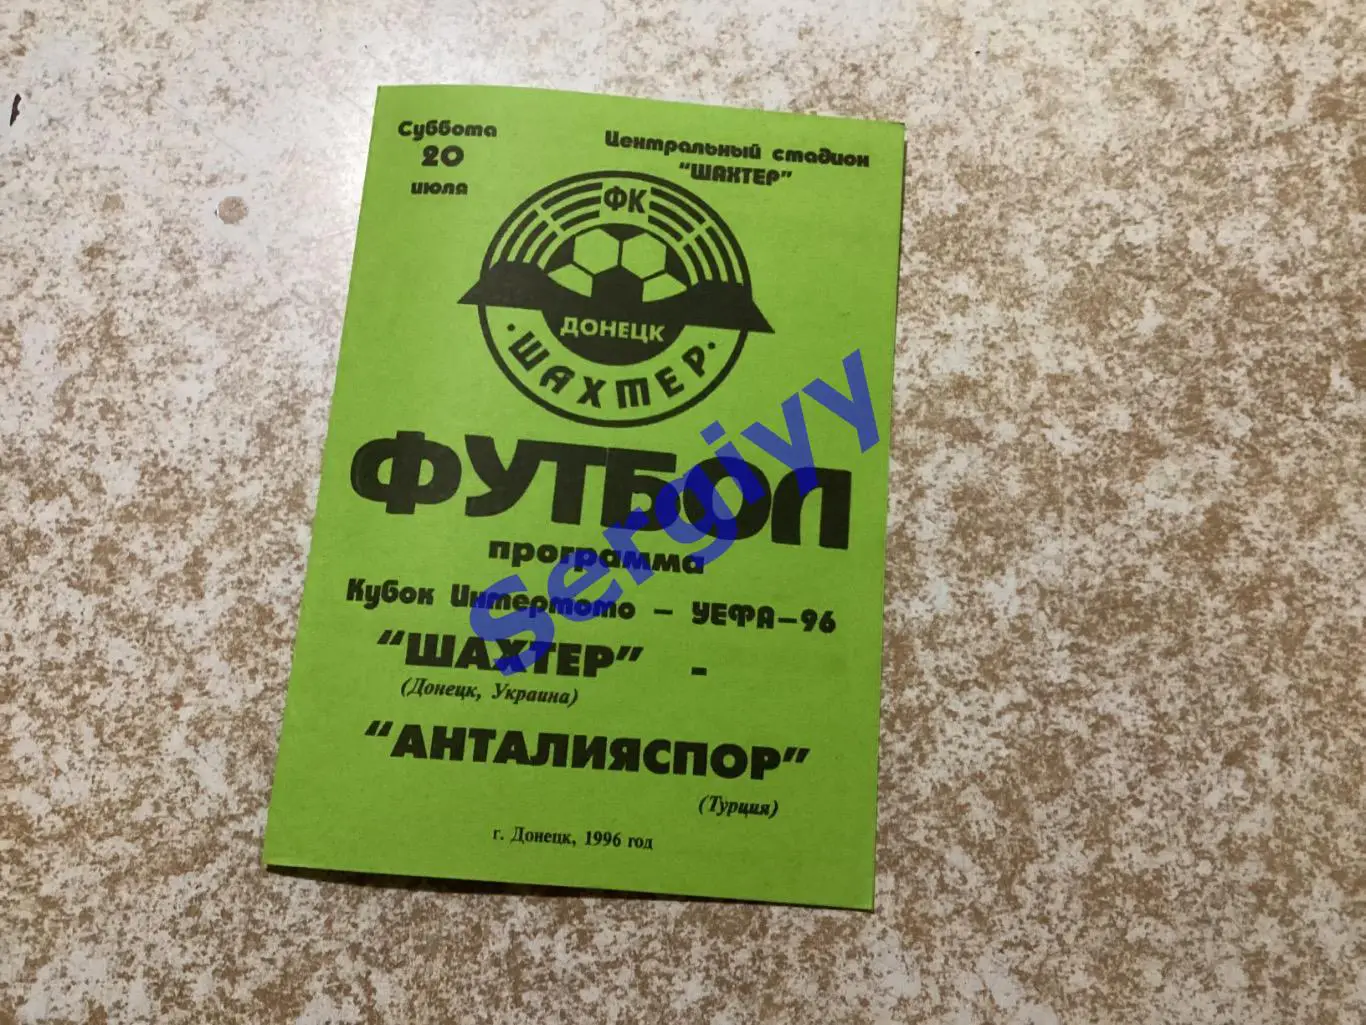 Суббота
20
июля
Центральный стадион
"ШАХТЕР"
ФК
ДОНЕЦК
·ШАХТЕР·
ФУТБОЛ
программа
Кубок Интертото – УЕФА–96
"ШАХТЕР" -
(Донецк, Украина)
"АНТАЛИЯСПОР"
(Турция)
г. Донецк, 1996 год
Sergiyy